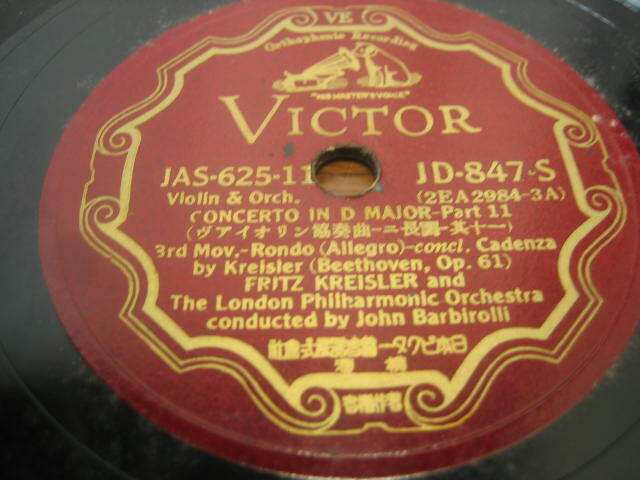 VE
Orthophonic Recording
"HIS MASTER'S VOICE"
VICTOR
JAS-625-11 JD-847-S
Violin & Orch. (2EA2984-3A)
CONCERTO IN D MAJOR-Part 11
(ヴアイオリン協奏曲ーニ長調ー其十一)
3rd Mov.-Rondo (Allegro)-concl. Cadenza
by Kreisler (Beethoven, Op. 61)
FRITZ KREISLER and
The London Philharmonic Orchestra
conducted by John Barbirolli